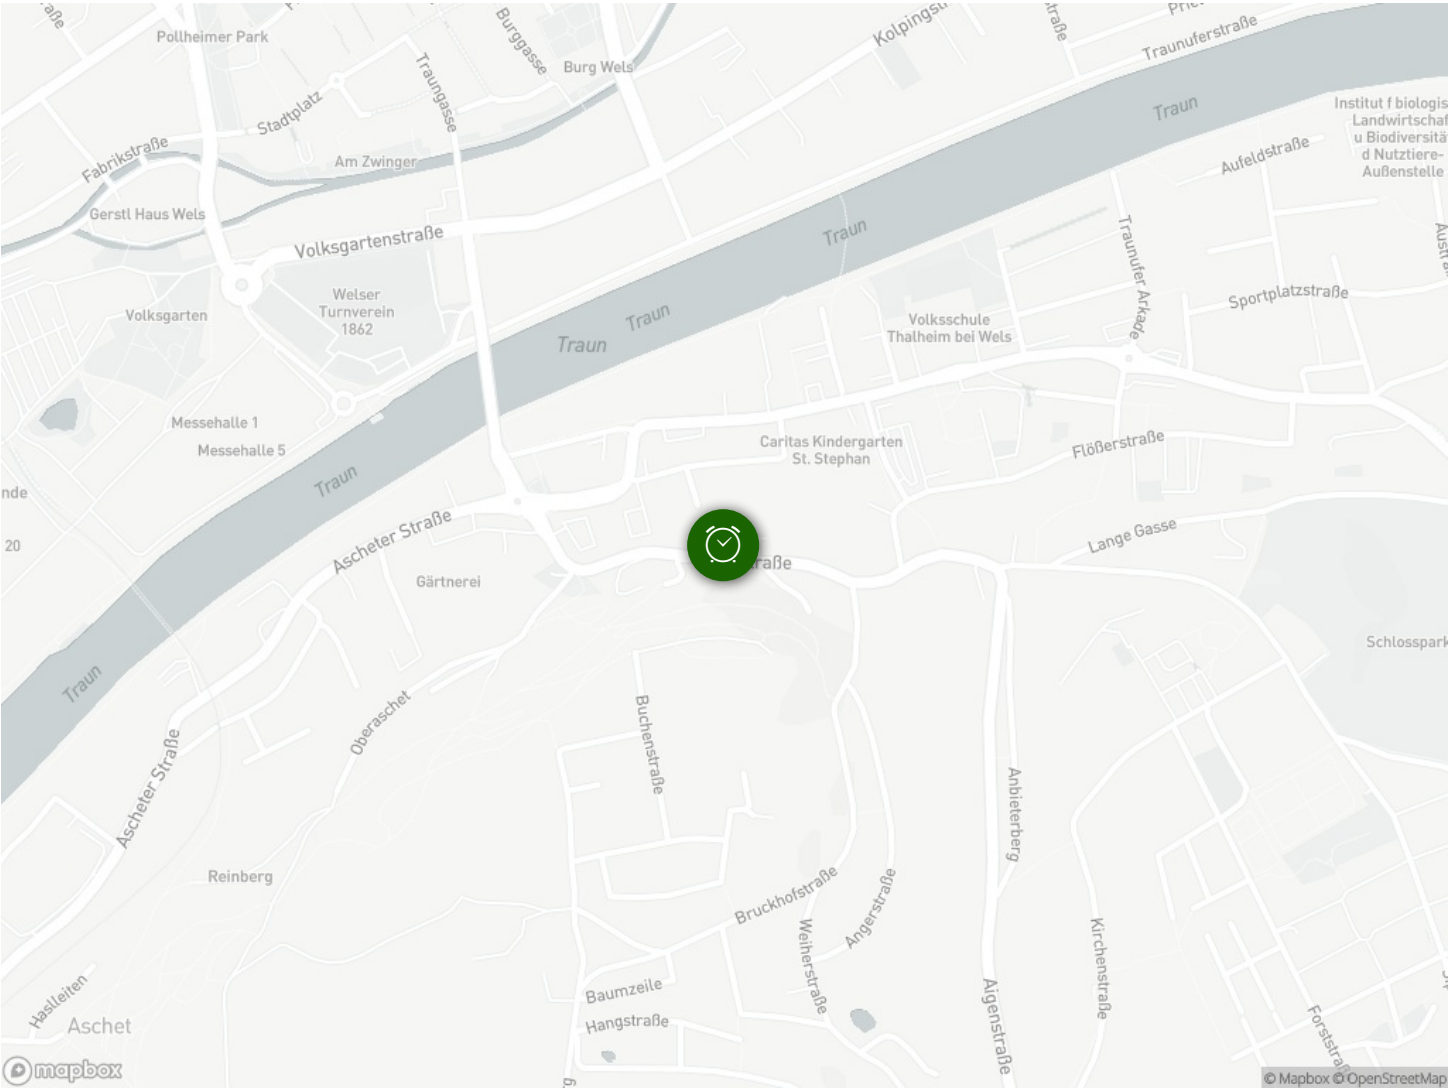 Pollheimer Park
Burggasse
Burg Wels
Kolpingst
Traunuferstraße
Traungasse
Stadtplatz
Fabrikstraße
Am Zwinger
Traun
Institut f biologis
Landwirtschaf
u Biodiversitä
d Nutztiere-
Außenstelle
Aufeldstraße
Gerstl Haus Wels
Volksgartenstraße
Traun
Traunufer Arkade
Welser
Turnverein
1862
Volksgarten
Traun
Traun
Sportplatzstraße
Volksschule
Thalheim bei Wels
Messehalle 1
Messehalle 5
Caritas Kindergarten
St. Stephan
Flößerstraße
Traun
nde
20
Ascheter Straße
Lange Gasse
raße
Gärtnerei
Schlosspark
Traun
Oberaschet
Buchenstraße
Ascheter Straße
Anbieterberg
Reinberg
Bruckhofstraße
Angerstraße
Weiherstraße
Kirchenstraße
Haslleiten
Aschet
Baumzeile
Hangstraße
Aigenstraße
Forststraß
mapbox
© Mapbox © OpenStreetMap